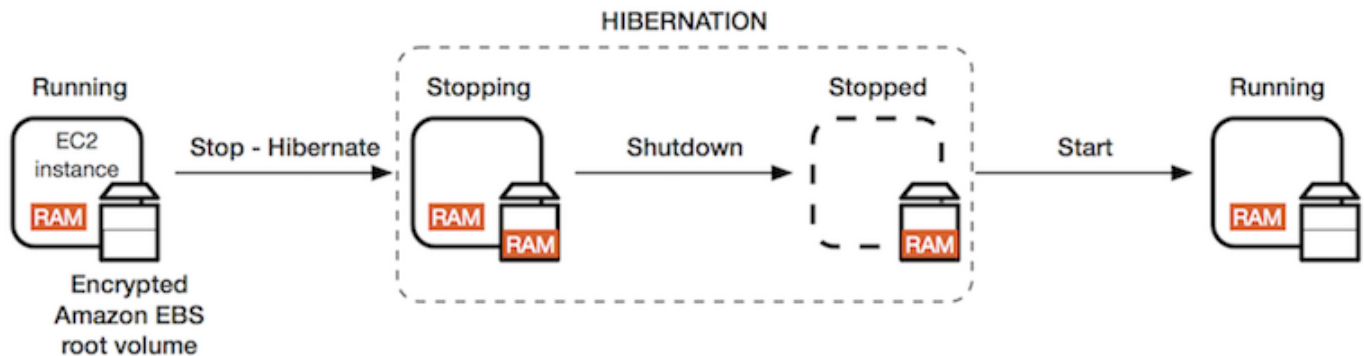 HIBERNATION
Running
Stopping
Stopped
Running
EC2
instance
Stop - Hibernate
Shutdown
Start
RAM
RAM
RAM
RAM
RAM
Encrypted
Amazon EBS
root volume